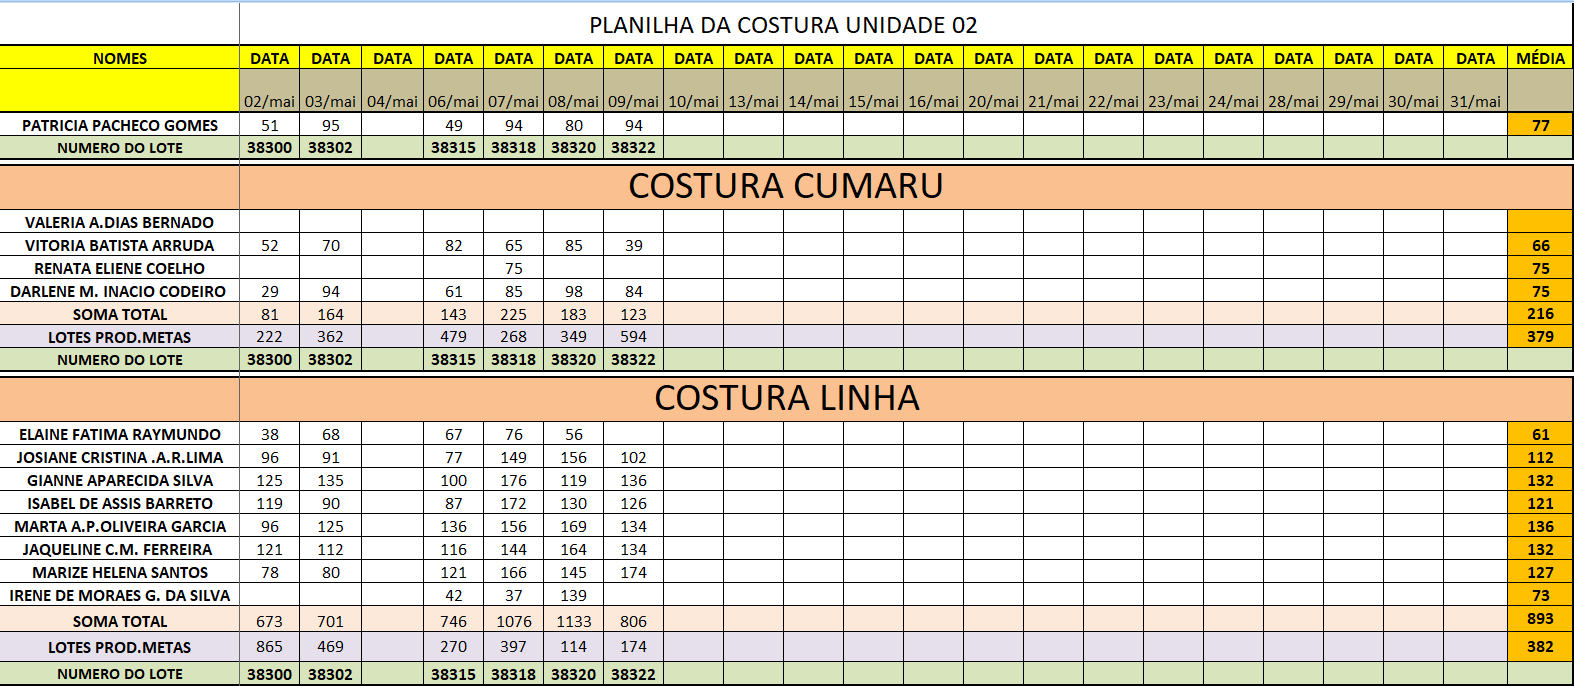 PLANILHA DA COSTURA UNIDADE 02
NOMES DATA DATA DATA DATA DATA DATA DATA DATA DATA DATA DATA DATA DATA DATA DATA DATA DATA DATA DATA DATA DATA MÉDIA
02/mai 03/mai 04/mai 06/mai 07/mai 08/mai 09/mai 10/mai 13/mai 14/mai 15/mai 16/mai 20/mai 21/mai 22/mai 23/mai 24/mai 28/mai 29/mai 30/mai 31/mai
PATRICIA PACHECO GOMES 51 95 49 94 80 94 77
NUMERO DO LOTE 38300 38302 38315 38318 38320 38322
COSTURA CUMARU
VALERIA A.DIAS BERNADO
VITORIA BATISTA ARRUDA 52 70 82 65 85 39 66
RENATA ELIENE COELHO 75 75
DARLENE M. INACIO CODEIRO 29 94 61 85 98 84 75
SOMA TOTAL 81 164 143 225 183 123 216
LOTES PROD.METAS 222 362 479 268 349 594 379
NUMERO DO LOTE 38300 38302 38315 38318 38320 38322
COSTURA LINHA
ELAINE FATIMA RAYMUNDO 38 68 67 76 56 61
JOSIANE CRISTINA .A.R.LIMA 96 91 77 149 156 102 112
GIANNE APARECIDA SILVA 125 135 100 176 119 136 132
ISABEL DE ASSIS BARRETO 119 90 87 172 130 126 121
MARTA A.P.OLIVEIRA GARCIA 96 125 136 156 169 134 136
JAQUELINE C.M. FERREIRA 121 112 116 144 164 134 132
MARIZE HELENA SANTOS 78 80 121 166 145 174 127
IRENE DE MORAES G. DA SILVA 42 37 139 73
SOMA TOTAL 673 701 746 1076 1133 806 893
LOTES PROD.METAS 865 469 270 397 114 174 382
NUMERO DO LOTE 38300 38302 38315 38318 38320 38322